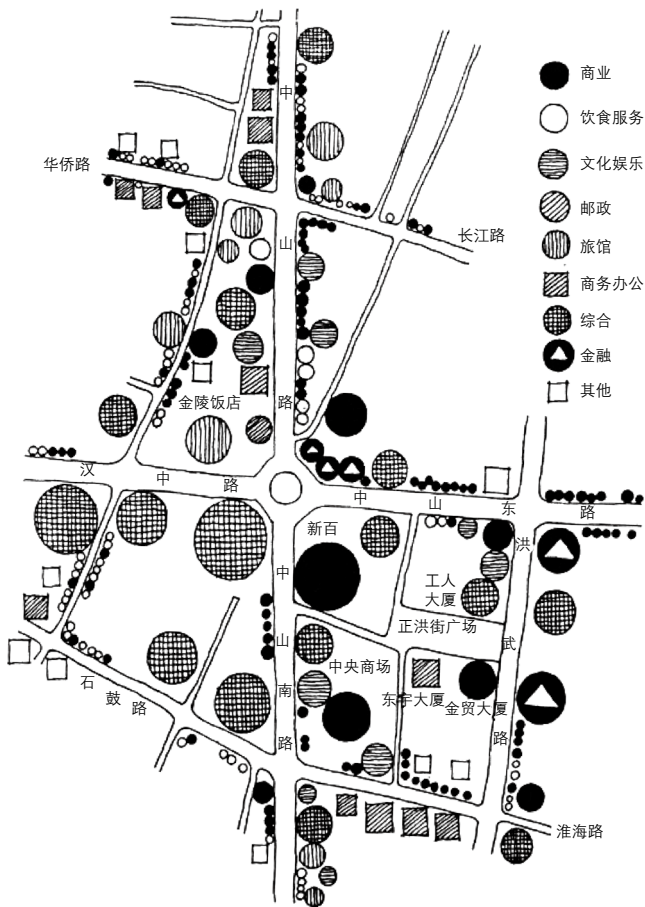 商业
饮食服务
文化娱乐
邮政
旅馆
商务办公
综合
金融
其他
华侨路
长江路
中
山
路
金陵饭店
汉
中
路
中
山
东
路
新百
工人
大厦
正洪街广场
洪
武
路
中
山
南
路
中央商场
东宇大厦
金贸大厦
石
鼓
路
淮海路